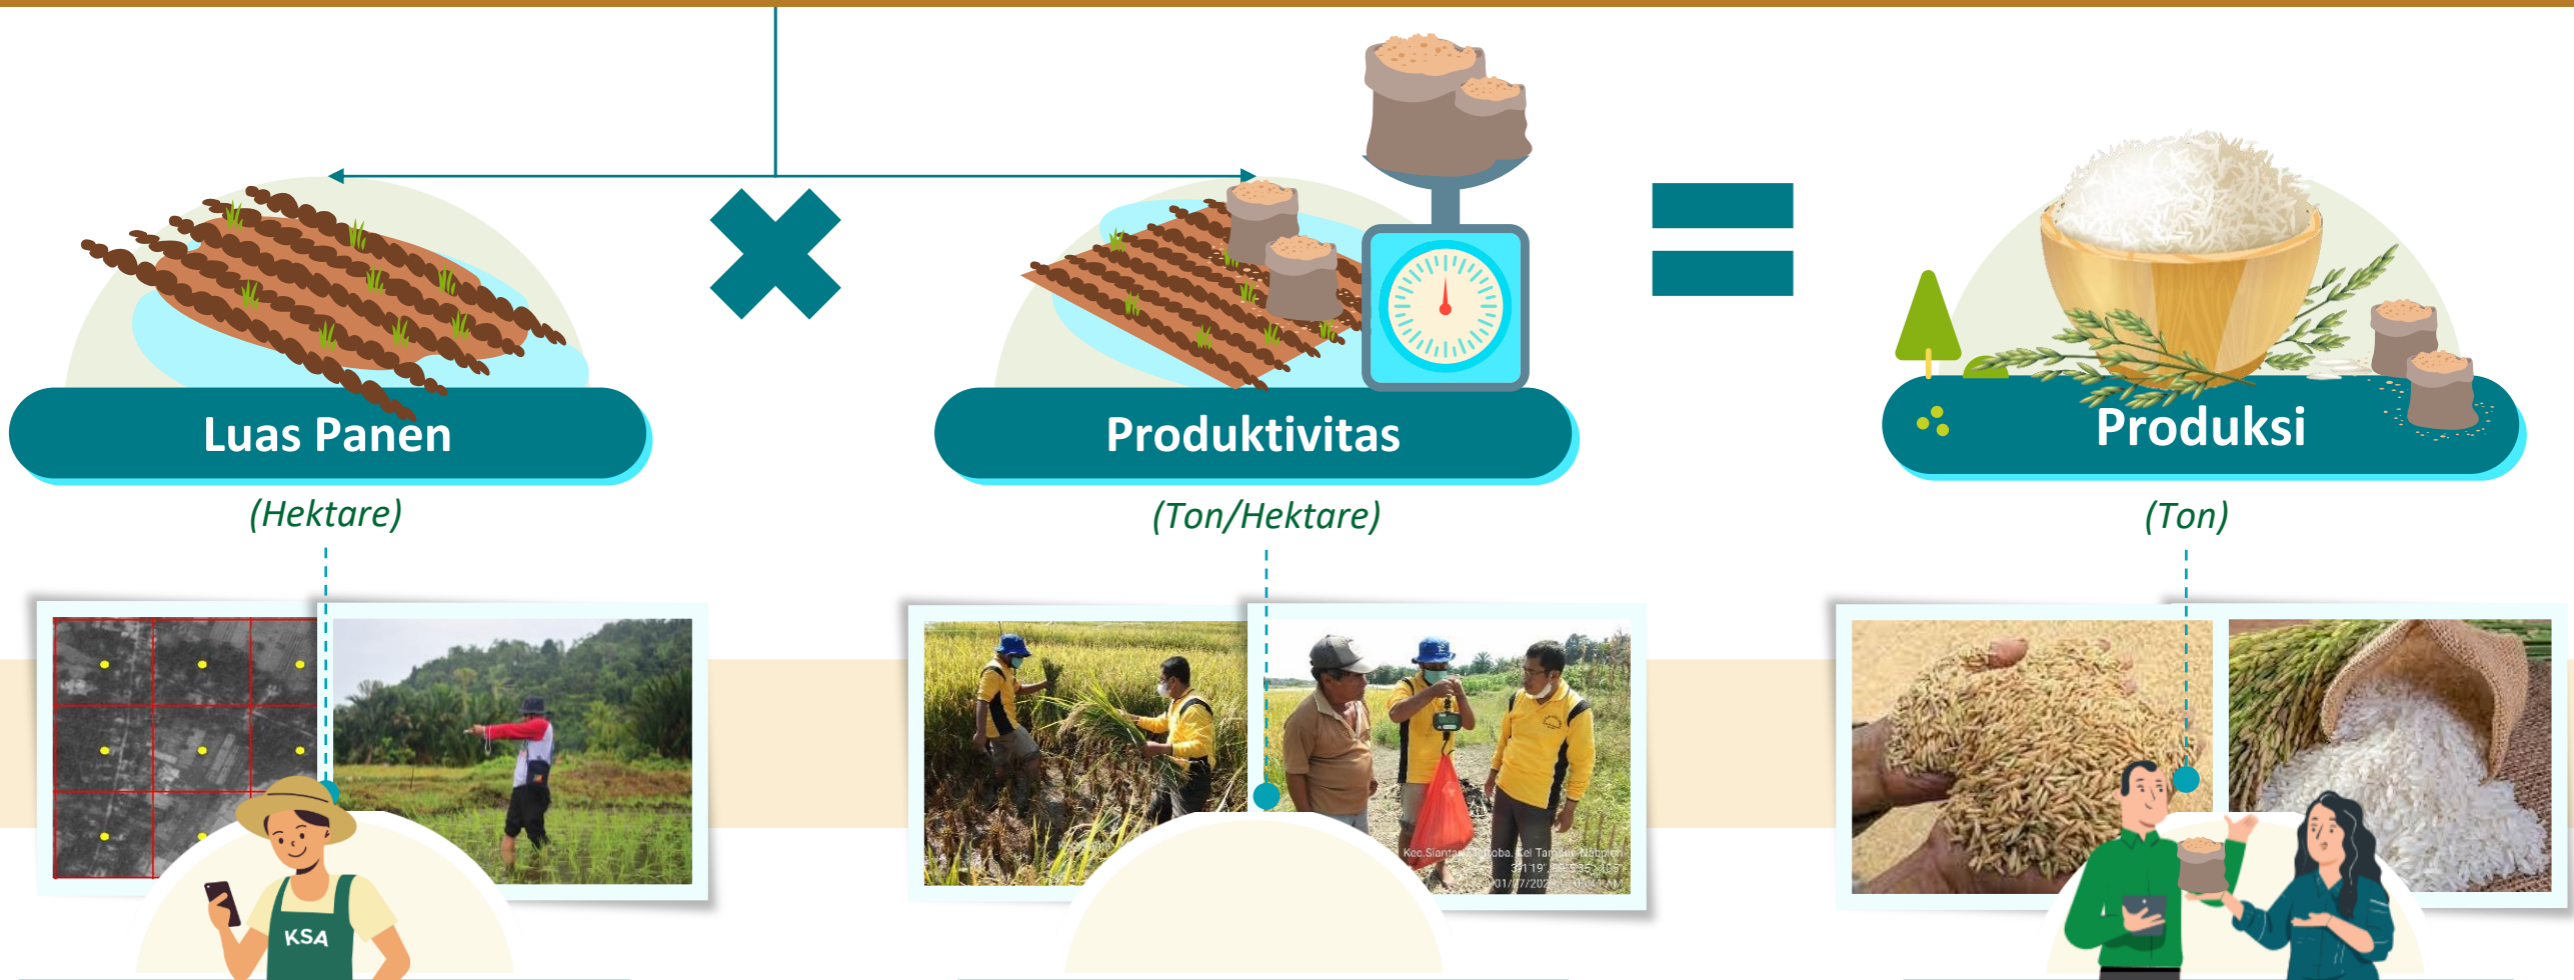 Luas Panen
Produktivitas
Produksi
(Hektare)
(Ton/Hektare)
(Ton)
KSA